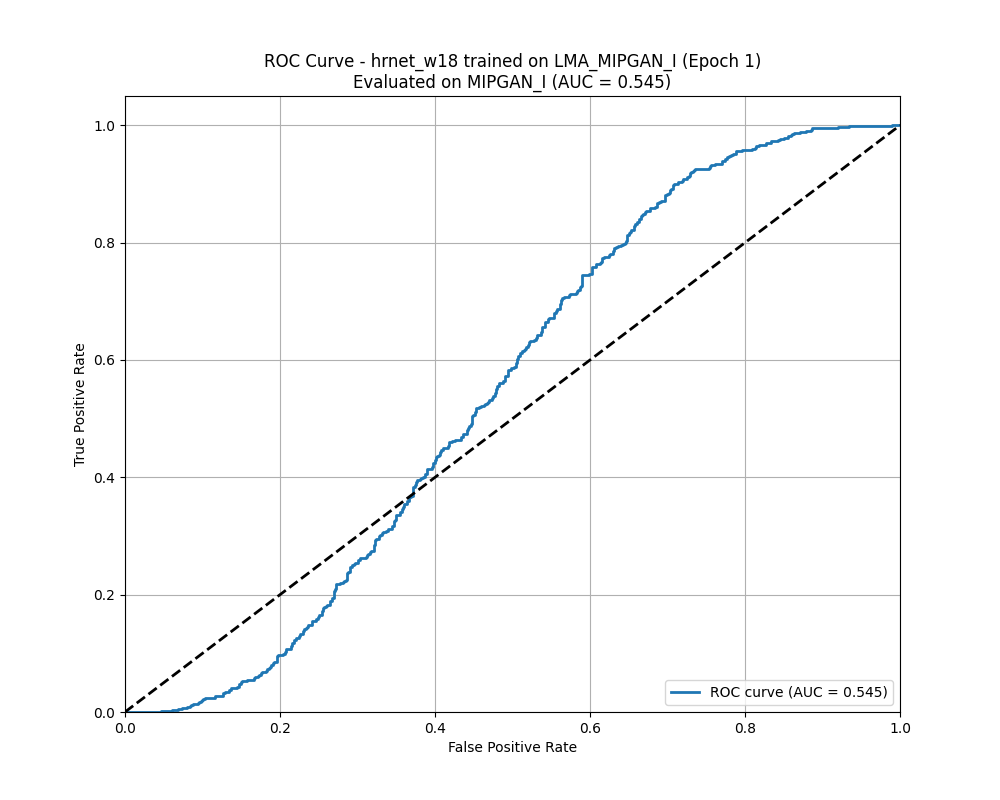 ROC Curve - hrnet_w18 trained on LMA_MIPGAN_I (Epoch 1)
Evaluated on MIPGAN_I (AUC = 0.545)
1.0
0.8
0.6
0.4
0.2
0.0
True Positive Rate
ROC curve (AUC = 0.545)
0.0 0.2 0.4 0.6 0.8 1.0
False Positive Rate